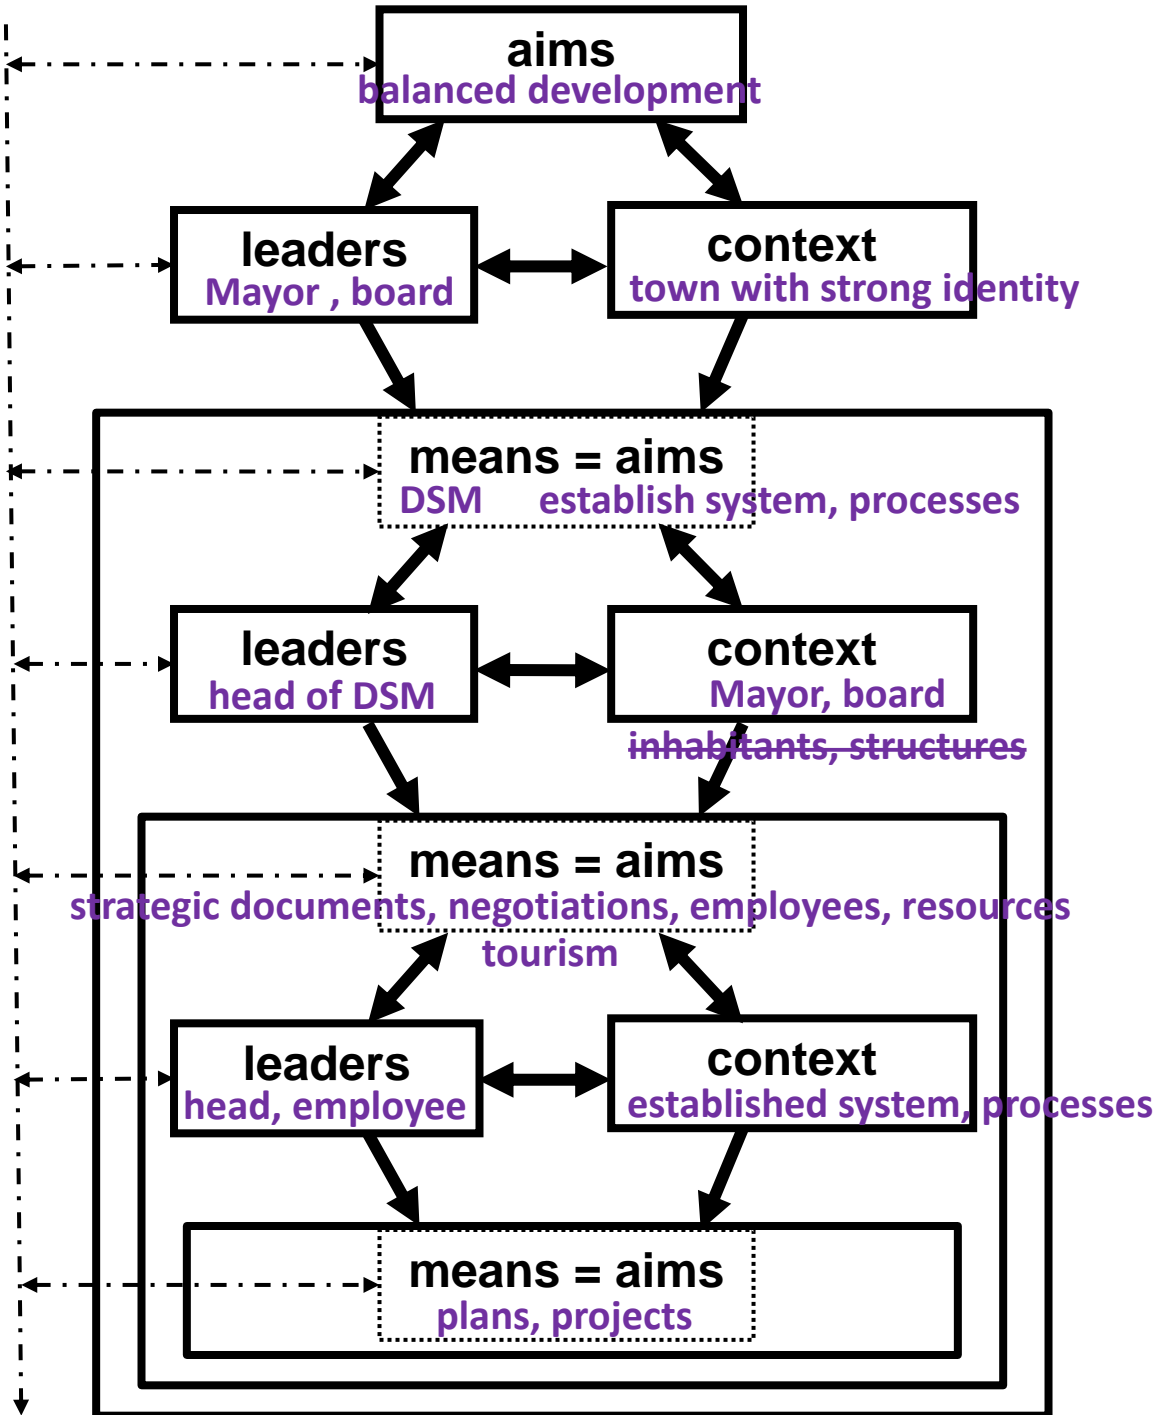 aims
balanced development
leaders
Mayor , board
context
town with strong identity
means = aims
DSM establish system, processes
leaders
head of DSM
context
Mayor, board
inhabitants, structures
means = aims
strategic documents, negotiations, employees, resources
tourism
leaders
head, employee
context
established system, processes
means = aims
plans, projects